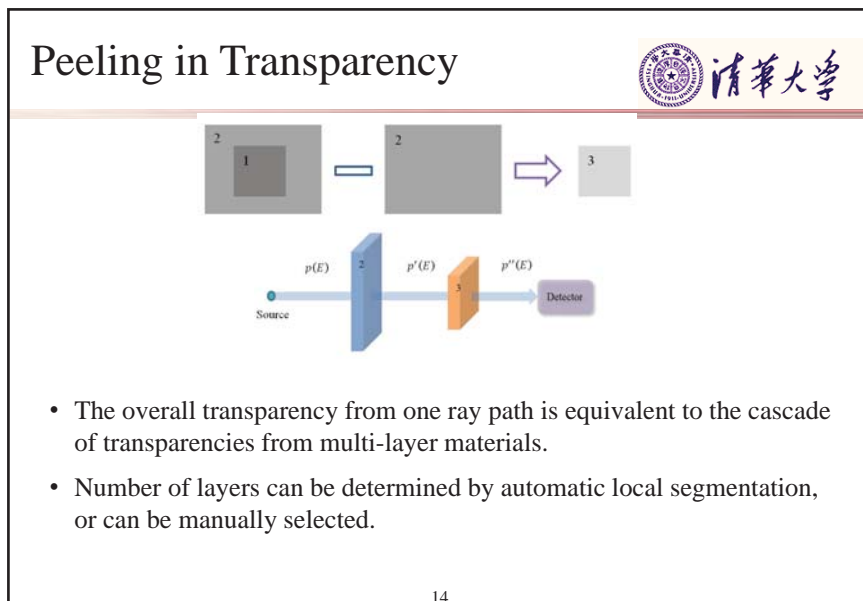 Peeling in Transparency
清華大学
2
1
2
3
p(E)
2
p'(E)
3
p''(E)
Source
Detector
• The overall transparency from one ray path is equivalent to the cascade
of transparencies from multi-layer materials.
• Number of layers can be determined by automatic local segmentation,
or can be manually selected.
14